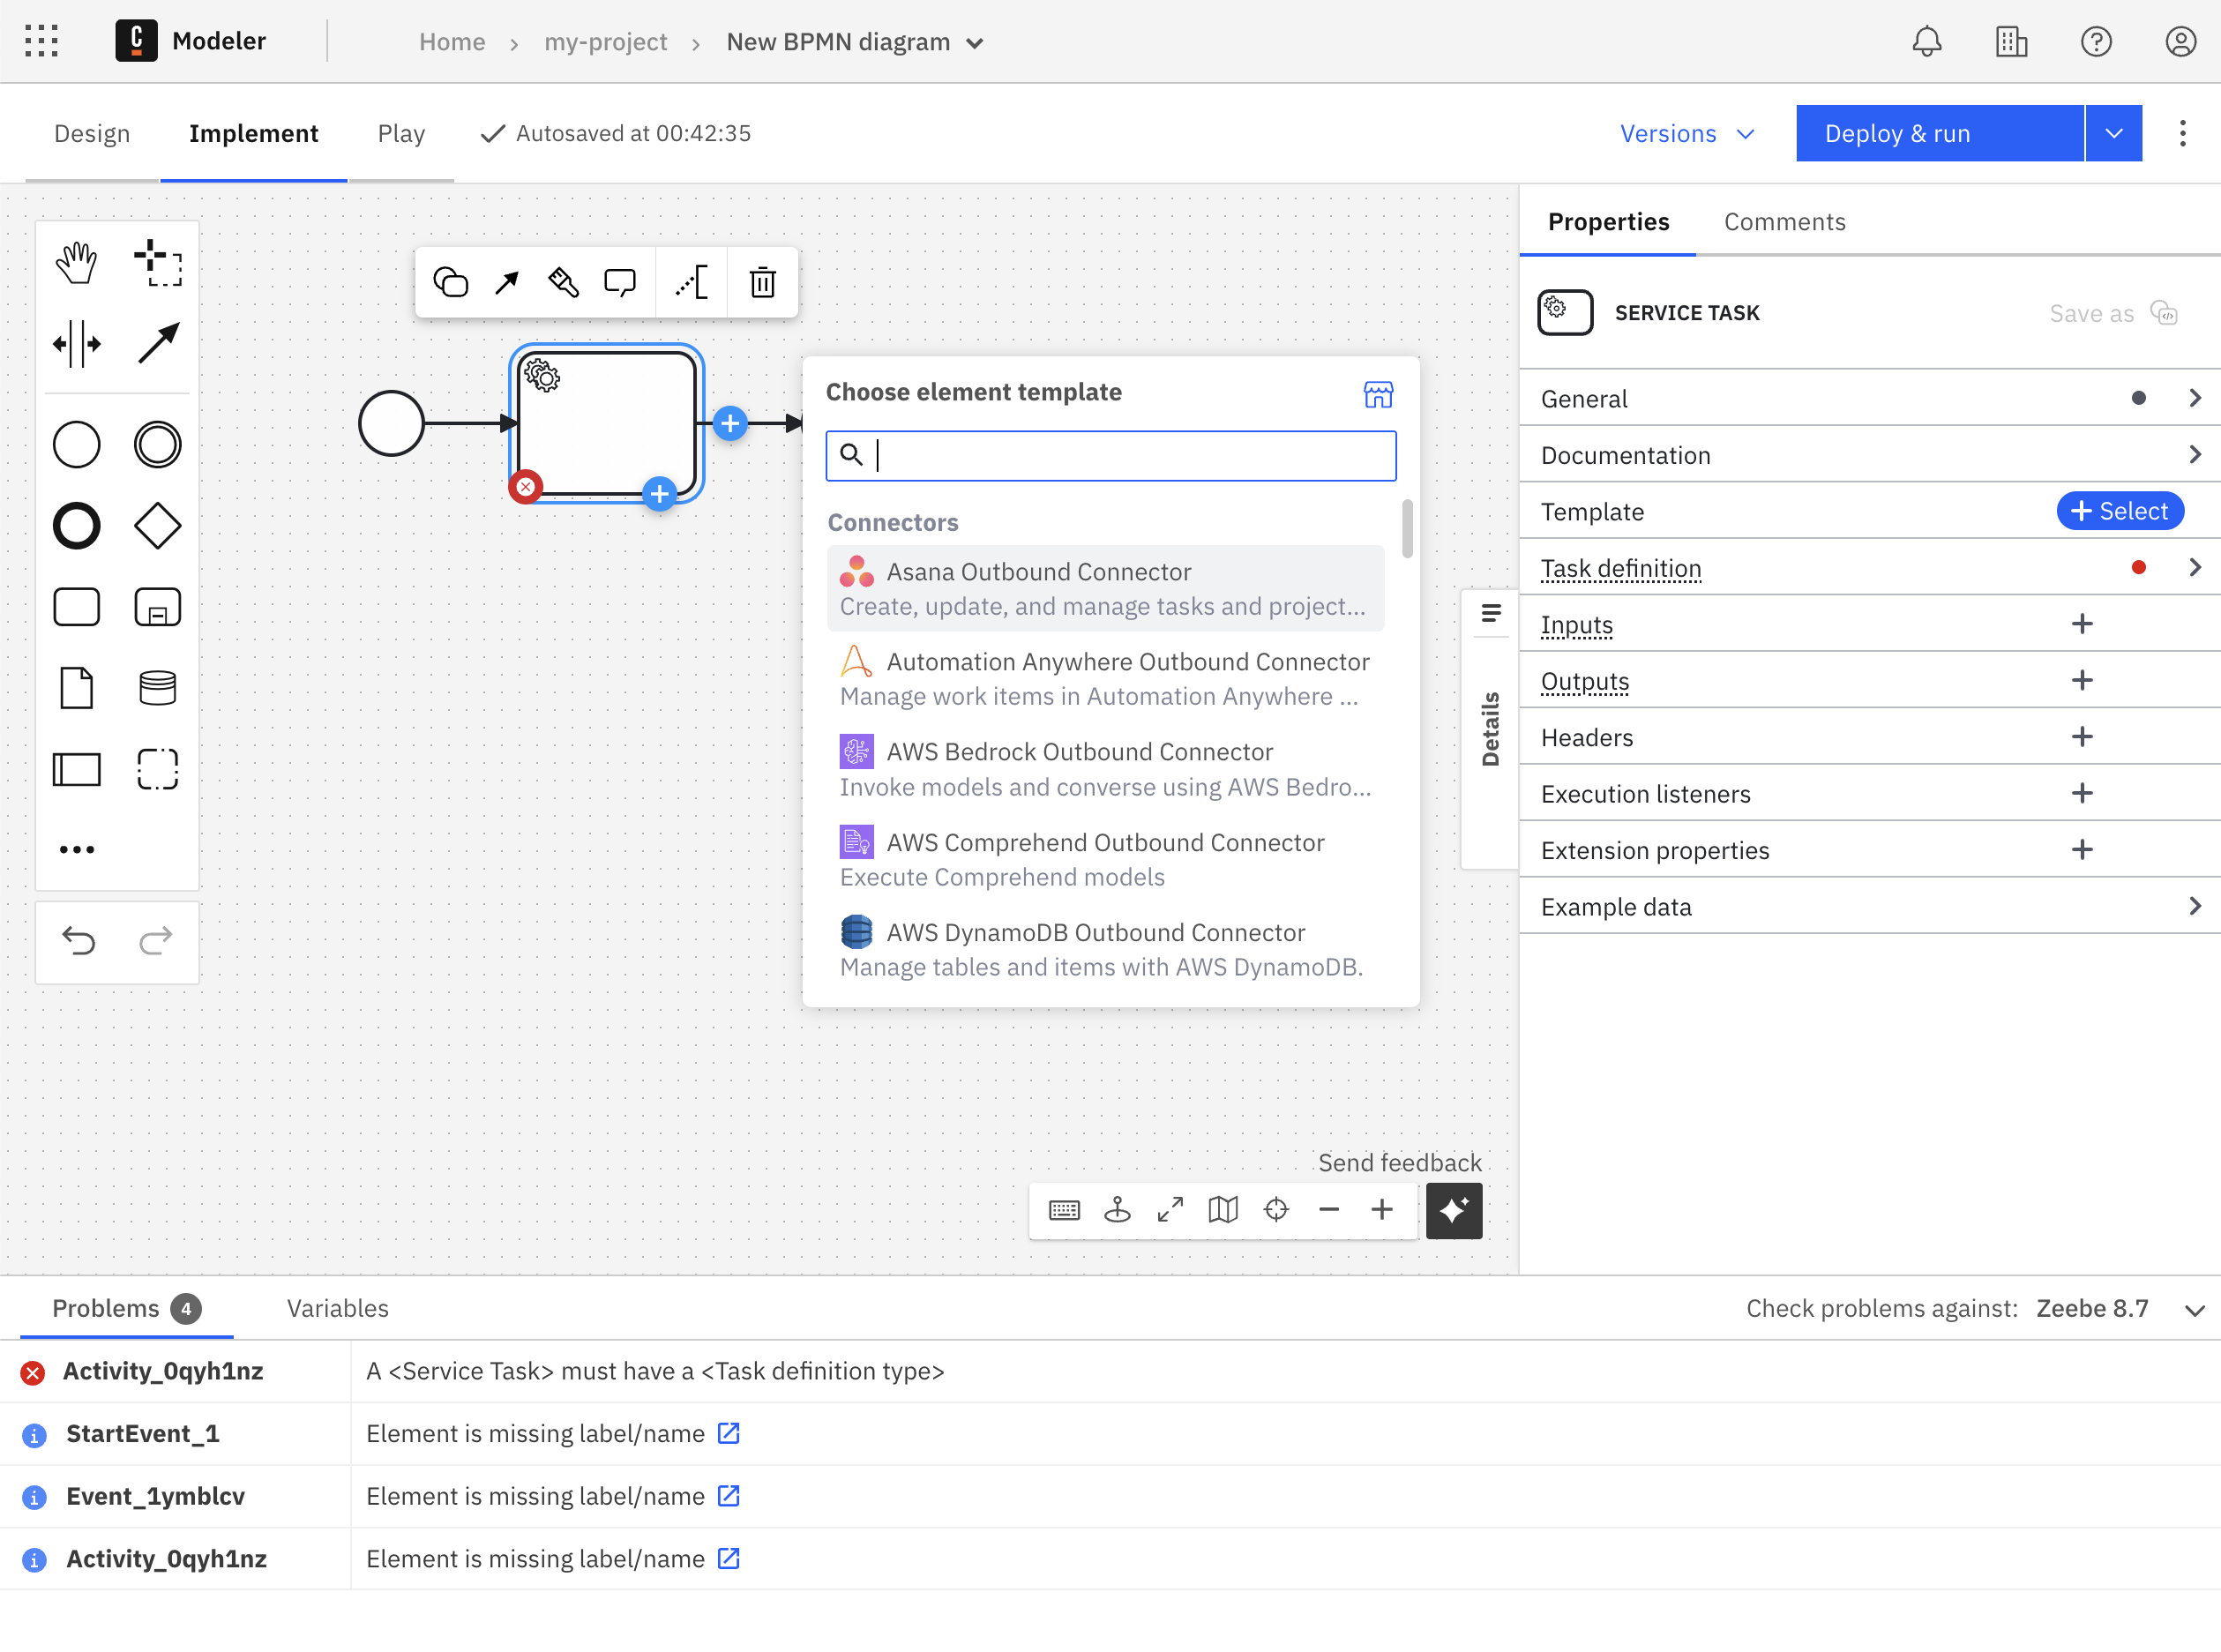 Modeler
Home
my-project
New BPMN diagram
Design
Implement
Play
Autosaved at 00:42:35
Versions
Deploy & run
Properties
Comments
SERVICE TASK
Save as
General
Documentation
Template
Select
Task definition
Inputs
Outputs
Headers
Execution listeners
Extension properties
Example data
Details
Choose element template
Connectors
Asana Outbound Connector
Create, update, and manage tasks and project...
Automation Anywhere Outbound Connector
Manage work items in Automation Anywhere ...
AWS Bedrock Outbound Connector
Invoke models and converse using AWS Bedro...
AWS Comprehend Outbound Connector
Execute Comprehend models
AWS DynamoDB Outbound Connector
Manage tables and items with AWS DynamoDB.
Send feedback
Problems 4
Variables
Check problems against: Zeebe 8.7
Activity_0qyh1nz
A <Service Task> must have a <Task definition type>
StartEvent_1
Element is missing label/name
Event_1ymblcv
Element is missing label/name
Activity_0qyh1nz
Element is missing label/name